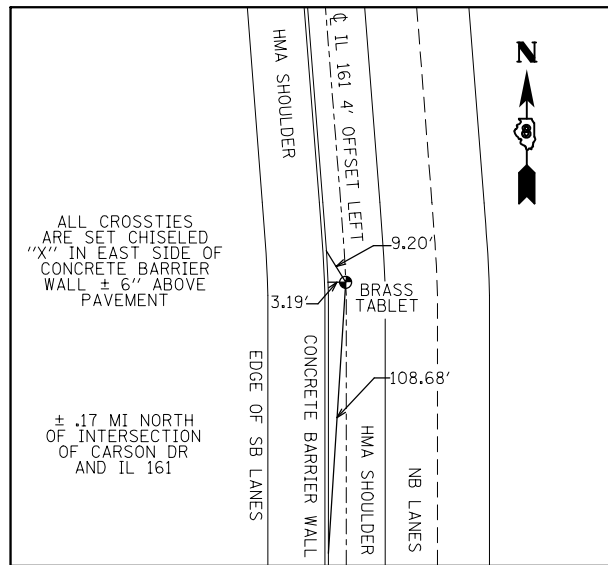 HMA SHOULDER
℄ IL 161 4' OFFSET LEFT
N
8
ALL CROSSTIES
ARE SET CHISELED
"X" IN EAST SIDE OF
CONCRETE BARRIER
WALL ± 6" ABOVE
PAVEMENT
9.20'
3.19'
BRASS
TABLET
± .17 MI NORTH
OF INTERSECTION
OF CARSON DR
AND IL 161
EDGE OF SB LANES
CONCRETE BARRIER WALL
108.68'
HMA SHOULDER
NB LANES